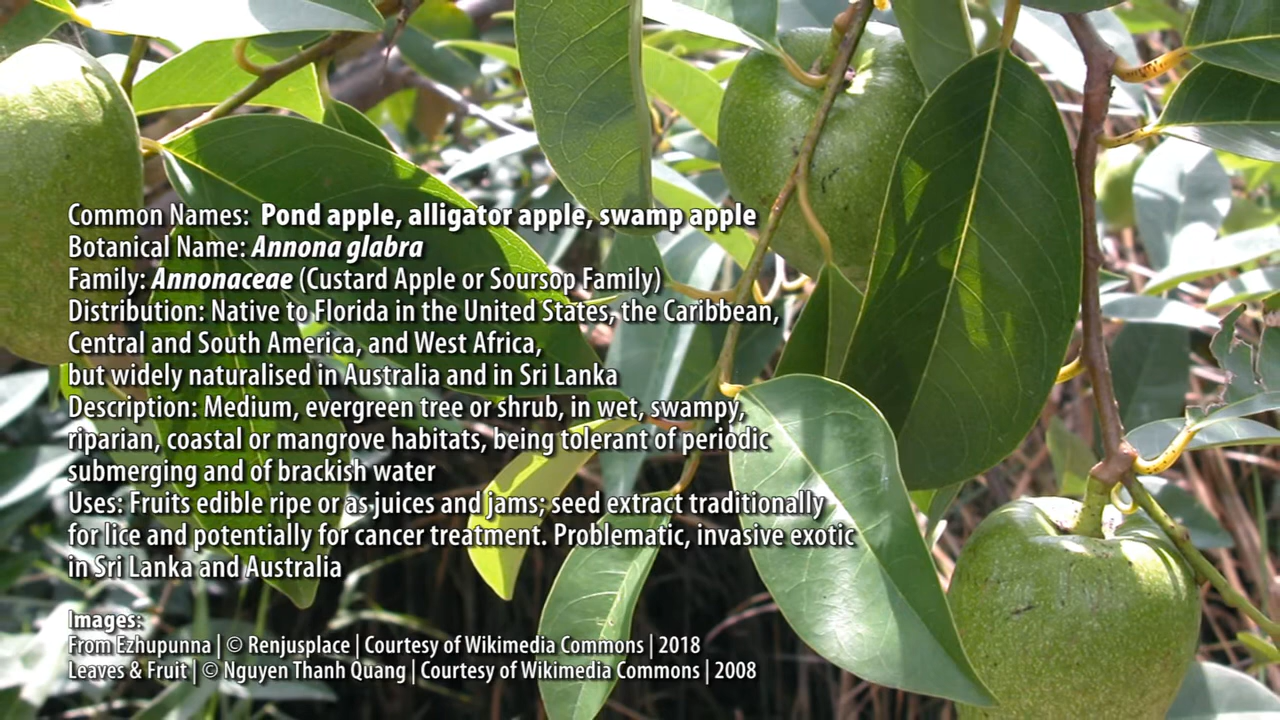 Common Names:  Pond apple, alligator apple, swamp apple
Botanical Name: Annona glabra
Family: Annonaceae (Custard Apple or Soursop Family)
Distribution: Native to Florida in the United States, the Caribbean,
Central and South America, and West Africa,
but widely naturalised in Australia and in Sri Lanka
Description: Medium, evergreen tree or shrub, in wet, swampy,
riparian, coastal or mangrove habitats, being tolerant of periodic
submerging and of brackish water
Uses: Fruits edible ripe or as juices and jams; seed extract traditionally
for lice and potentially for cancer treatment. Problematic, invasive exotic
in Sri Lanka and Australia
Images:
From Ezhupunna | © Renjusplace | Courtesy of Wikimedia Commons | 2018
Leaves & Fruit | © Nguyen Thanh Quang | Courtesy of Wikimedia Commons | 2008